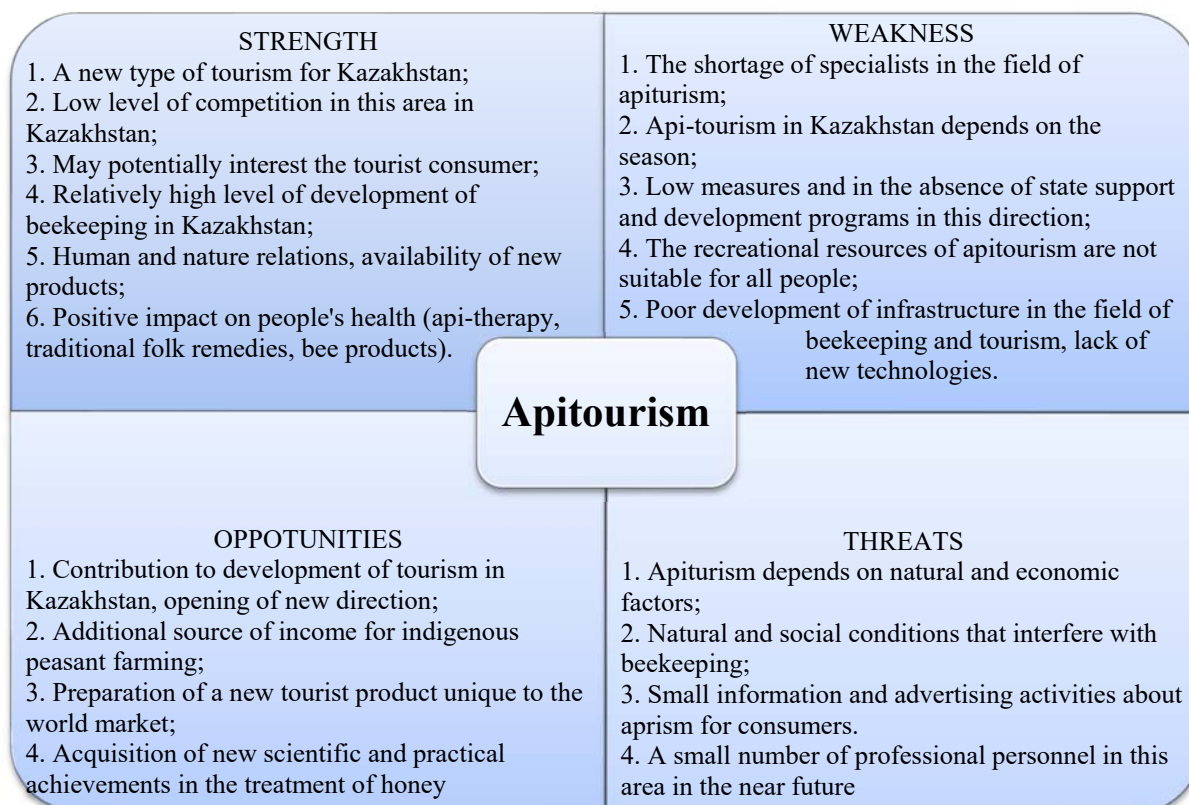 STRENGTH
1. A new type of tourism for Kazakhstan;
2. Low level of competition in this area in
Kazakhstan;
3. May potentially interest the tourist consumer;
4. Relatively high level of development of
beekeeping in Kazakhstan;
5. Human and nature relations, availability of new
products;
6. Positive impact on people's health (api-therapy,
traditional folk remedies, bee products).
WEAKNESS
1. The shortage of specialists in the field of
apiturism;
2. Api-tourism in Kazakhstan depends on the
season;
3. Low measures and in the absence of state support
and development programs in this direction;
4. The recreational resources of apitourism are not
suitable for all people;
5. Poor development of infrastructure in the field of
beekeeping and tourism, lack of
new technologies.
Apitourism
OPPOTUNITIES
1. Contribution to development of tourism in
Kazakhstan, opening of new direction;
2. Additional source of income for indigenous
peasant farming;
3. Preparation of a new tourist product unique to the
world market;
4. Acquisition of new scientific and practical
achievements in the treatment of honey
THREATS
1. Apiturism depends on natural and economic
factors;
2. Natural and social conditions that interfere with
beekeeping;
3. Small information and advertising activities about
aprism for consumers.
4. A small number of professional personnel in this
area in the near future